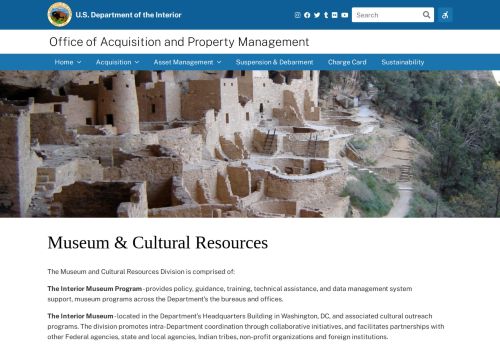 U.S. Department of the Interior
Search
Office of Acquisition and Property Management
Home Acquisition Asset Management Suspension & Debarment Charge Card Sustainability
Museum & Cultural Resources
The Museum and Cultural Resources Division is comprised of:
The Interior Museum Program - provides policy, guidance, training, technical assistance, and data management system
support, museum programs across the Department's the bureaus and offices.
The Interior Museum - located in the Department's Headquarters Building in Washington, DC, and associated cultural outreach
programs. The division promotes intra-Department coordination through collaborative initiatives, and facilitates partnerships with
other Federal agencies, state and local agencies, Indian tribes, non-profit organizations and foreign institutions.